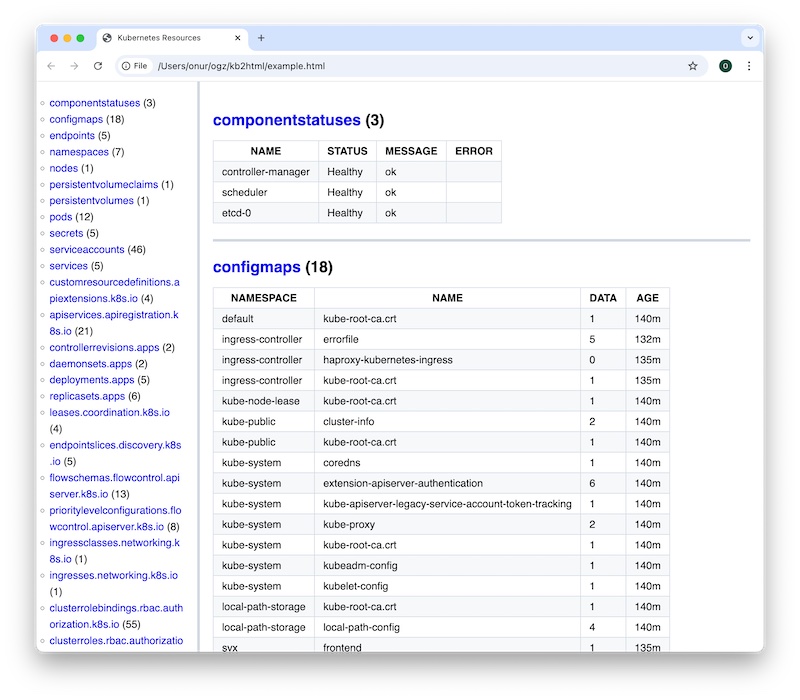 Kubernetes Resources
File /Users/onur/ogz/kb2html/example.html
O
componentstatuses (3)
configmaps (18)
endpoints (5)
namespaces (7)
nodes (1)
persistentvolumeclaims (1)
persistentvolumes (1)
pods (12)
secrets (5)
serviceaccounts (46)
services (5)
customresourcedefinitions.a
piextensions.k8s.io (4)
apiservices.apiregistration.k
8s.io (21)
controllerrevisions.apps (2)
daemonsets.apps (2)
deployments.apps (5)
replicasets.apps (6)
leases.coordination.k8s.io
(4)
endpointslices.discovery.k8s
.io (5)
flowschemas.flowcontrol.api
server.k8s.io (13)
prioritylevelconfigurations.flo
wcontrol.apiserver.k8s.io (8)
ingressclasses.networking.k
8s.io (1)
ingresses.networking.k8s.io
(1)
clusterrolebindings.rbac.auth
orization.k8s.io (55)
clusterroles.rbac.authorizatio
componentstatuses (3)
NAME STATUS MESSAGE ERROR
controller-manager Healthy ok
scheduler Healthy ok
etcd-0 Healthy ok
configmaps (18)
NAMESPACE NAME DATA AGE
default kube-root-ca.crt 1 140m
ingress-controller errorfile 5 132m
ingress-controller haproxy-kubernetes-ingress 0 135m
ingress-controller kube-root-ca.crt 1 135m
kube-node-lease kube-root-ca.crt 1 140m
kube-public cluster-info 2 140m
kube-public kube-root-ca.crt 1 140m
kube-system coredns 1 140m
kube-system extension-apiserver-authentication 6 140m
kube-system kube-apiserver-legacy-service-account-token-tracking 1 140m
kube-system kube-proxy 2 140m
kube-system kube-root-ca.crt 1 140m
kube-system kubeadm-config 1 140m
kube-system kubelet-config 1 140m
local-path-storage kube-root-ca.crt 1 140m
local-path-storage local-path-config 4 140m
svx frontend 1 135m